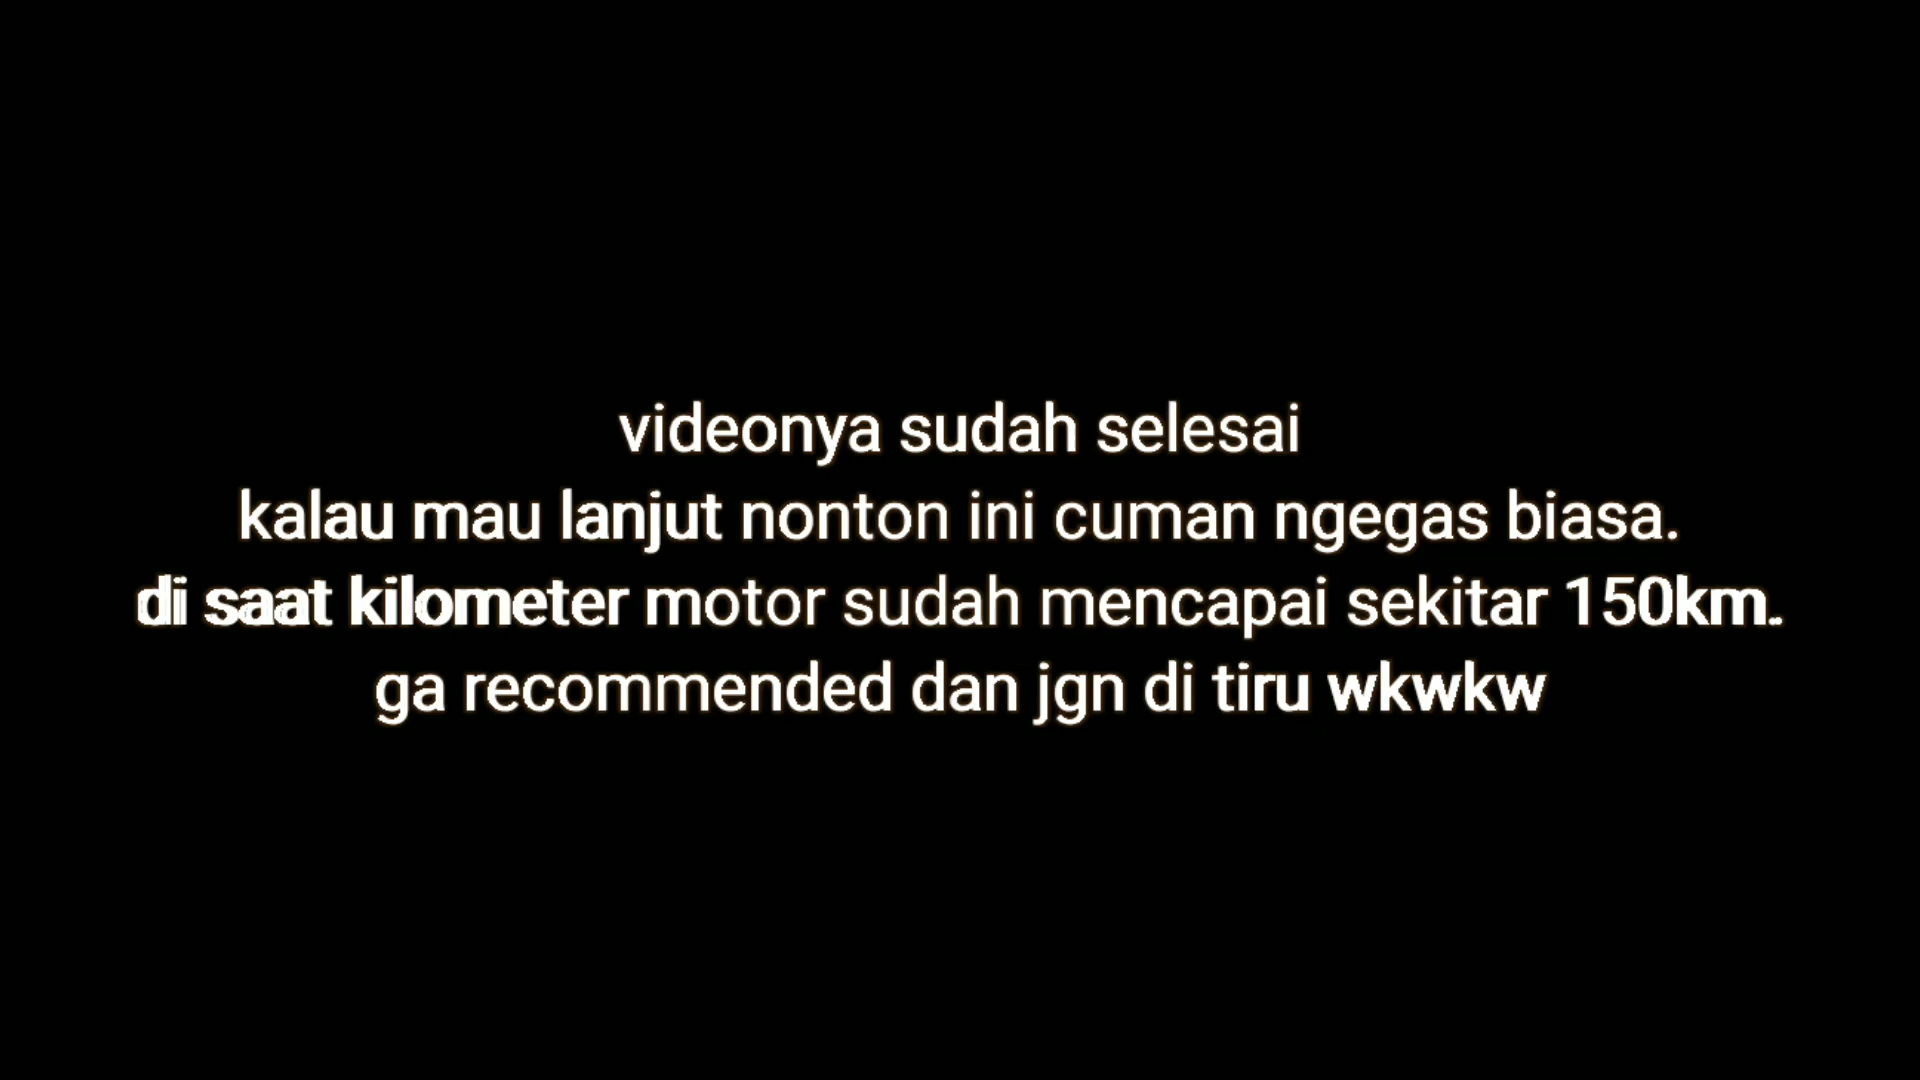 videonya sudah selesai
kalau mau lanjut nonton ini cuman ngegas biasa.
di saat kilometer motor sudah mencapai sekitar 150km.
ga recommended dan jgn di tiru wkwkw